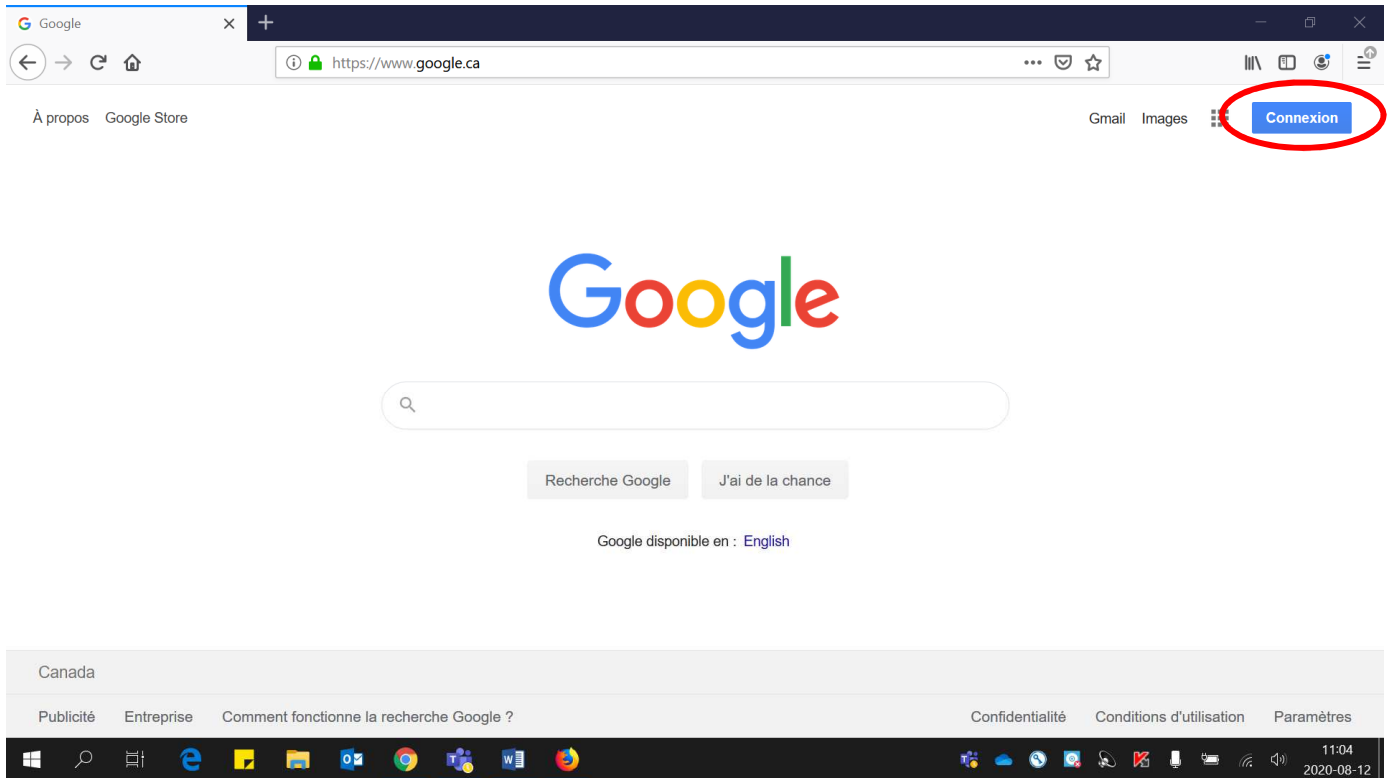 Google
https://www.google.ca
À propos Google Store
Gmail Images Connexion
Google
Recherche Google J'ai de la chance
Google disponible en : English
Canada
Publicité Entreprise Comment fonctionne la recherche Google ? Confidentialité Conditions d'utilisation Paramètres
11:04
2020-08-12